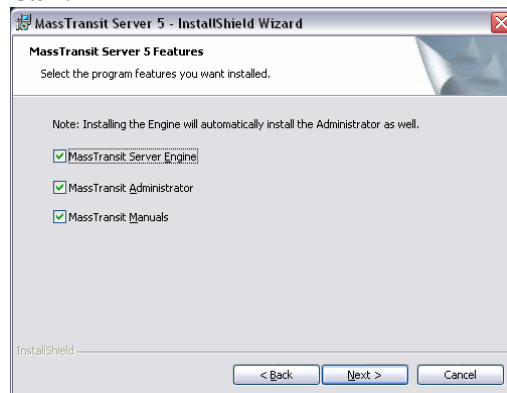 MassTransit Server 5 - InstallShield Wizard
MassTransit Server 5 Features
Select the program features you want installed.
Note: Installing the Engine will automatically install the Administrator as well.
MassTransit Server Engine
MassTransit Administrator
MassTransit Manuals
InstallShield
< Back Next > Cancel